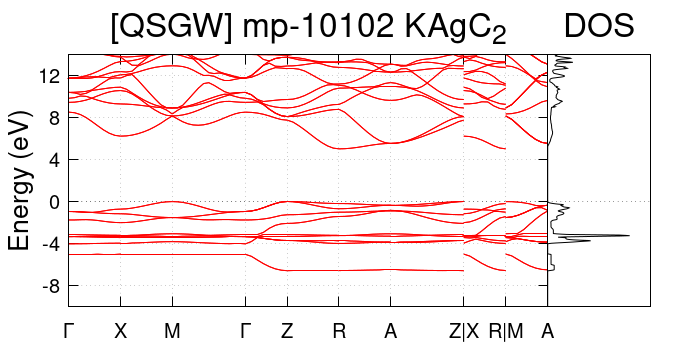 [QSGW] mp-10102 KAgC₂ DOS
Energy (eV)
12
8
4
0
-4
-8
Γ X M Γ Z R A Z|X R|M A